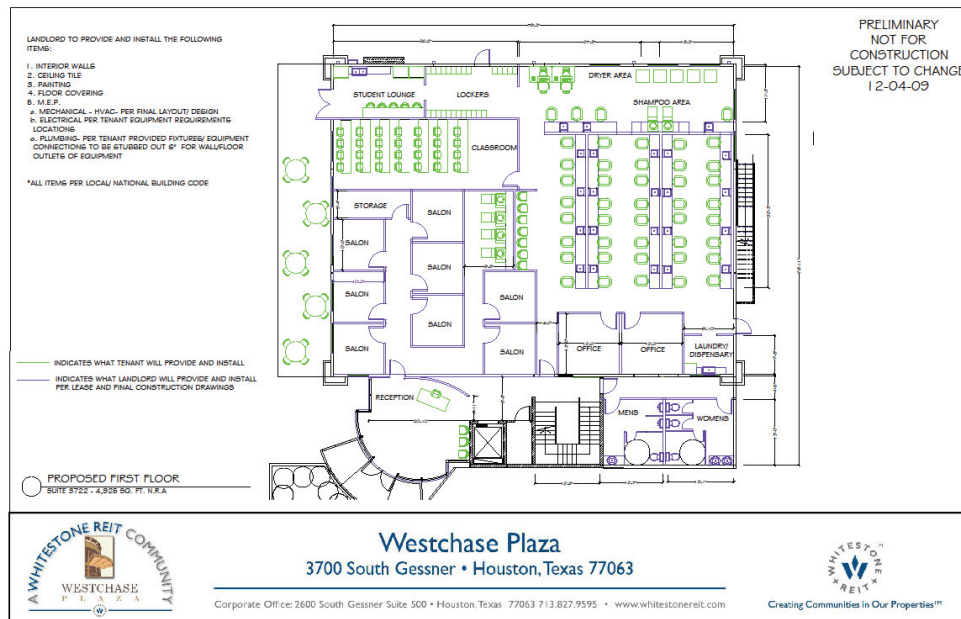 LANDLORD TO PROVIDE AND INSTALL THE FOLLOWING
ITEMS:
1. INTERIOR WALLS
2. CEILING TILE
3. PAINTING
4. FLOOR COVERING
5. M.E.P.
a. MECHANICAL - HVAC- PER FINAL LAYOUT/ DESIGN
b. ELECTRICAL PER TENANT EQUIPMENT REQUIREMENTS
LOCATIONS
c. PLUMBING- PER TENANT PROVIDED FIXTURES/ EQUIPMENT
CONNECTIONS TO BE STUBBED OUT 6" FOR WALL/FLOOR
OUTLETS OF EQUIPMENT
*ALL ITEMS PER LOCAL/ NATIONAL BUILDING CODE
PRELIMINARY
NOT FOR
CONSTRUCTION
SUBJECT TO CHANGE
12-04-09
DRYER AREA
STUDENT LOUNGE
LOCKERS
SHAMPOO AREA
CLASSROOM
STORAGE
SALON
SALON
SALON
SALON
SALON
SALON
SALON
SALON
OFFICE
OFFICE
LAUNDRY/
DISPENSARY
RECEPTION
MENS
WOMENS
INDICATES WHAT TENANT WILL PROVIDE AND INSTALL
INDICATES WHAT LANDLORD WILL PROVIDE AND INSTALL
PER LEASE AND FINAL CONSTRUCTION DRAWINGS
PROPOSED FIRST FLOOR
SUITE 3722 - 4,925 SQ. FT. N.R.A
A WHITESTONE REIT COMMUNITY
WESTCHASE
PLAZA
Westchase Plaza
3700 South Gessner • Houston, Texas 77063
Corporate Office: 2600 South Gessner Suite 500 • Houston, Texas 77063 713.827.9595 • www.whitestonereit.com
WHITESTONE
REIT
Creating Communities in Our Properties™